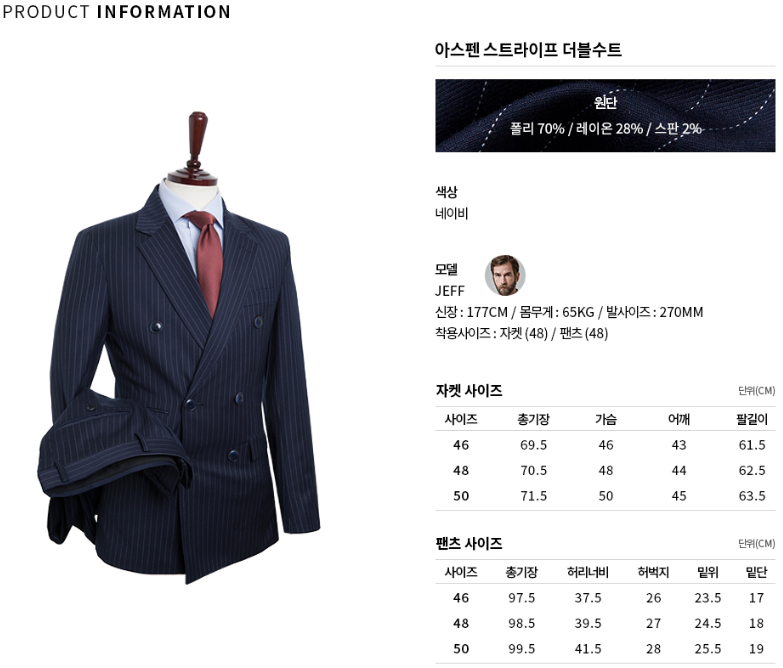 PRODUCT INFORMATION
아스펜 스트라이프 더블수트
원단
폴리 70% / 레이온 28% / 스판 2%
색상
네이비
모델
JEFF
신장 : 177CM / 몸무게 : 65KG / 발사이즈 : 270MM
착용사이즈 : 자켓 (48) / 팬츠 (48)
자켓 사이즈 단위(CM)
사이즈 총기장 가슴 어깨 팔길이
46 69.5 46 43 61.5
48 70.5 48 44 62.5
50 71.5 50 45 63.5
팬츠 사이즈 단위(CM)
사이즈 총기장 허리너비 허벅지 밑위 밑단
46 97.5 37.5 26 23.5 17
48 98.5 39.5 27 24.5 18
50 99.5 41.5 28 25.5 19